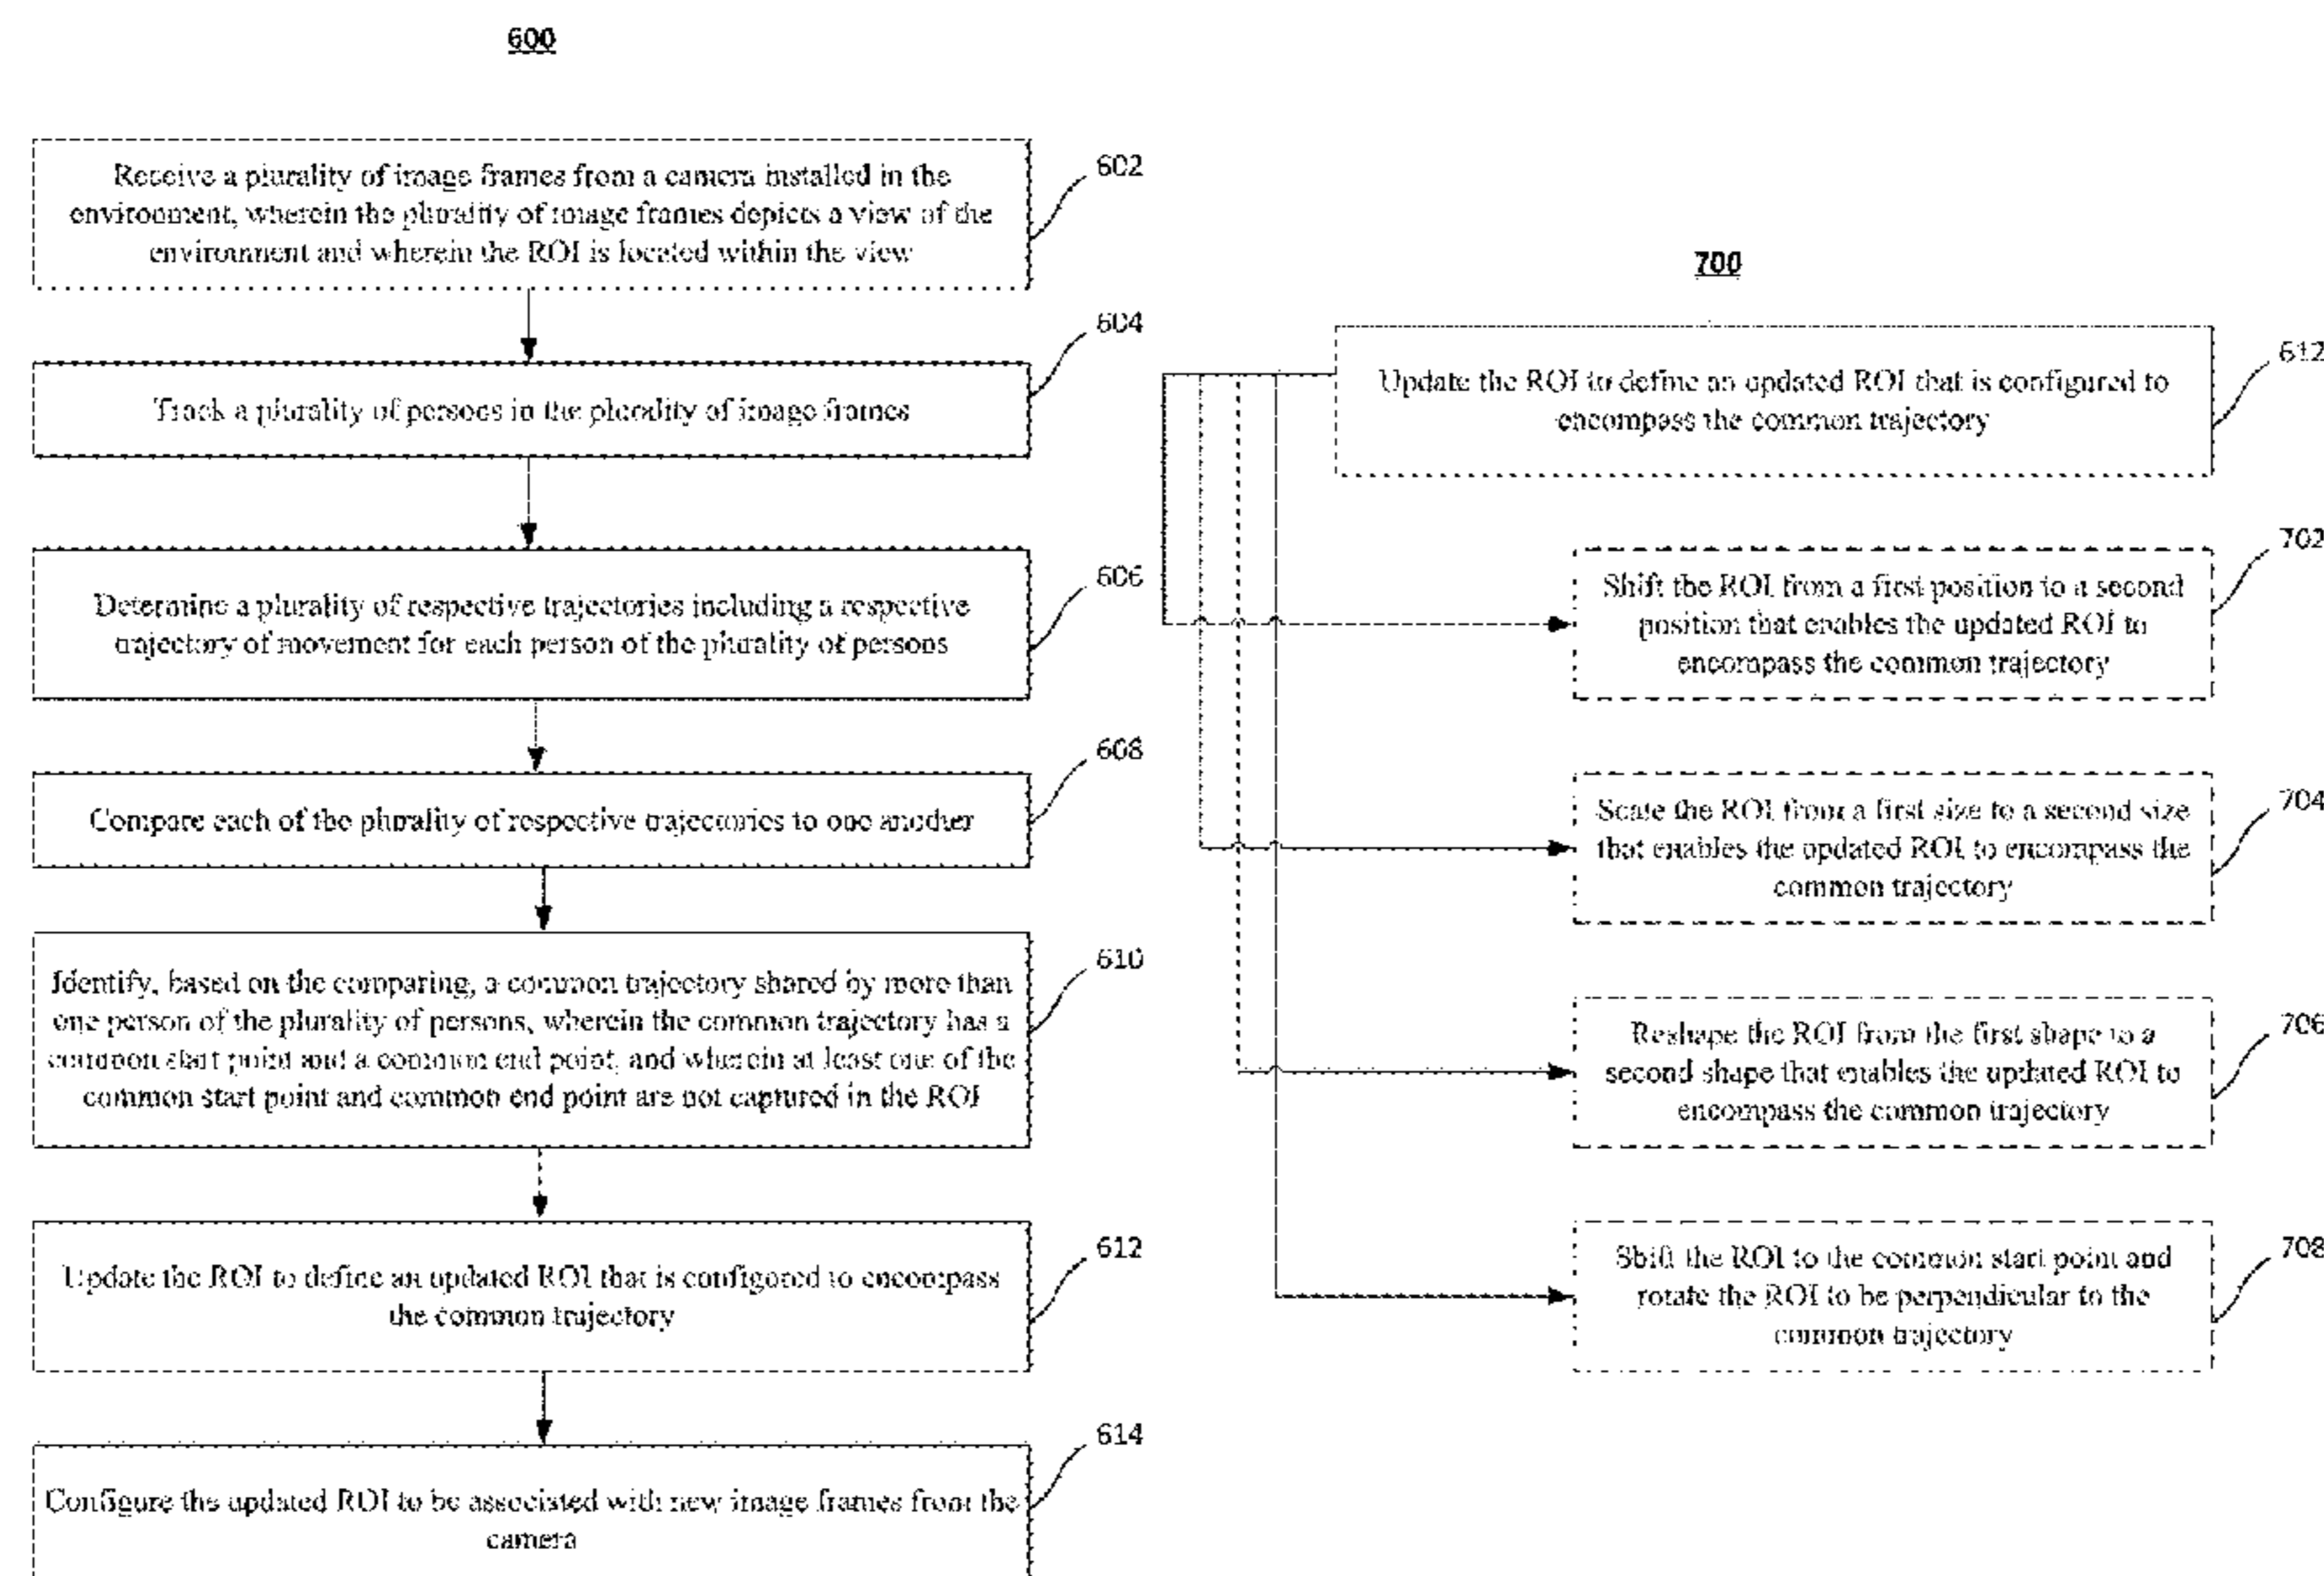 600
Receive a plurality of image frames from a camera installed in the
environment, wherein the plurality of image frames depicts a view of the
environment and wherein the ROI is located within the view
602
Track a plurality of persons in the plurality of image frames
604
Determine a plurality of respective trajectories including a respective
trajectory of movement for each person of the plurality of persons
606
Compare each of the plurality of respective trajectories to one another
608
Identify, based on the comparing, a common trajectory shared by more than
one person of the plurality of persons, wherein the common trajectory has a
common start point and a common end point, and wherein at least one of the
common start point and common end point are not captured in the ROI
610
Update the ROI to define an updated ROI that is configured to encompass
the common trajectory
612
Configure the updated ROI to be associated with new image frames from the
camera
614
700
Update the ROI to define an updated ROI that is configured to
encompass the common trajectory
612
Shift the ROI from a first position to a second
position that enables the updated ROI to
encompass the common trajectory
702
Scale the ROI from a first size to a second size
that enables the updated ROI to encompass the
common trajectory
704
Reshape the ROI from the first shape to a
second shape that enables the updated ROI to
encompass the common trajectory
706
Shift the ROI to the common start point and
rotate the ROI to be perpendicular to the
common trajectory
708